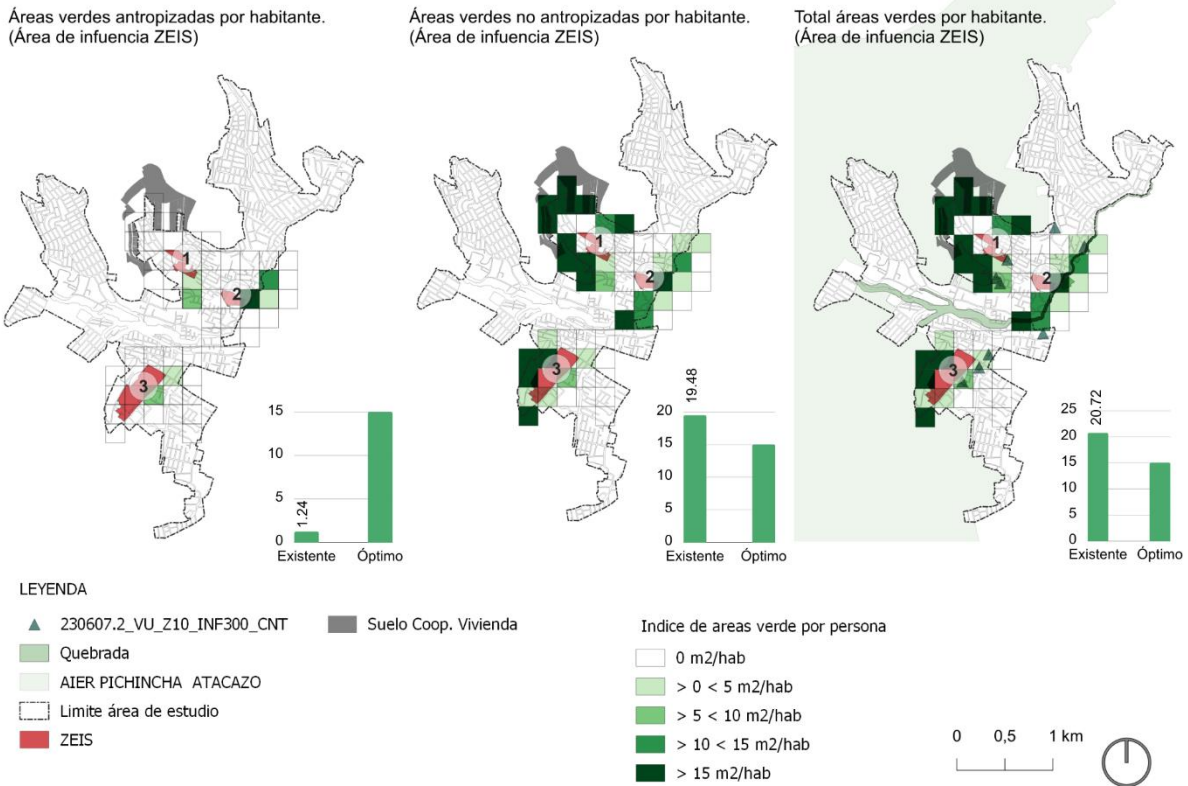 Áreas verdes antropizadas por habitante.
(Área de infuencia ZEIS)
Áreas verdes no antropizadas por habitante.
(Área de infuencia ZEIS)
Total áreas verdes por habitante.
(Área de infuencia ZEIS)
1
2
3
15
10
5
0
1.24
Existente
Óptimo
1
2
3
20
15
10
5
0
19.48
Existente
Óptimo
1
2
3
25
20
15
10
5
0
20.72
Existente
Óptimo
LEYENDA
230607.2_VU_Z10_INF300_CNT
Suelo Coop. Vivienda
Quebrada
AIER PICHINCHA ATACAZO
Limite área de estudio
ZEIS
Indice de areas verde por persona
0 m2/hab
> 0 < 5 m2/hab
> 5 < 10 m2/hab
> 10 < 15 m2/hab
> 15 m2/hab
0 0,5 1 km